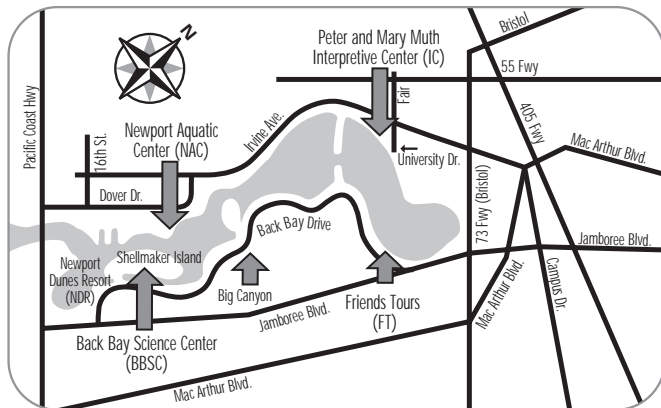 N
Bristol
Peter and Mary Muth
Interpretive Center (IC)
55 Fwy
Pacific Coast Hwy
16th St.
Newport Aquatic
Center (NAC)
Irvine Ave.
Fair
405 Fwy
Mac Arthur Blvd.
University Dr.
Dover Dr.
73 Fwy (Bristol)
Back Bay Drive
Jamboree Blvd.
Newport
Dunes Resort
(NDR)
Shellmaker Island
Big Canyon
Jamboree Blvd.
Friends Tours
(FT)
Mac Arthur Blvd.
Campus Dr.
Back Bay Science Center
(BBSC)
Mac Arthur Blvd.